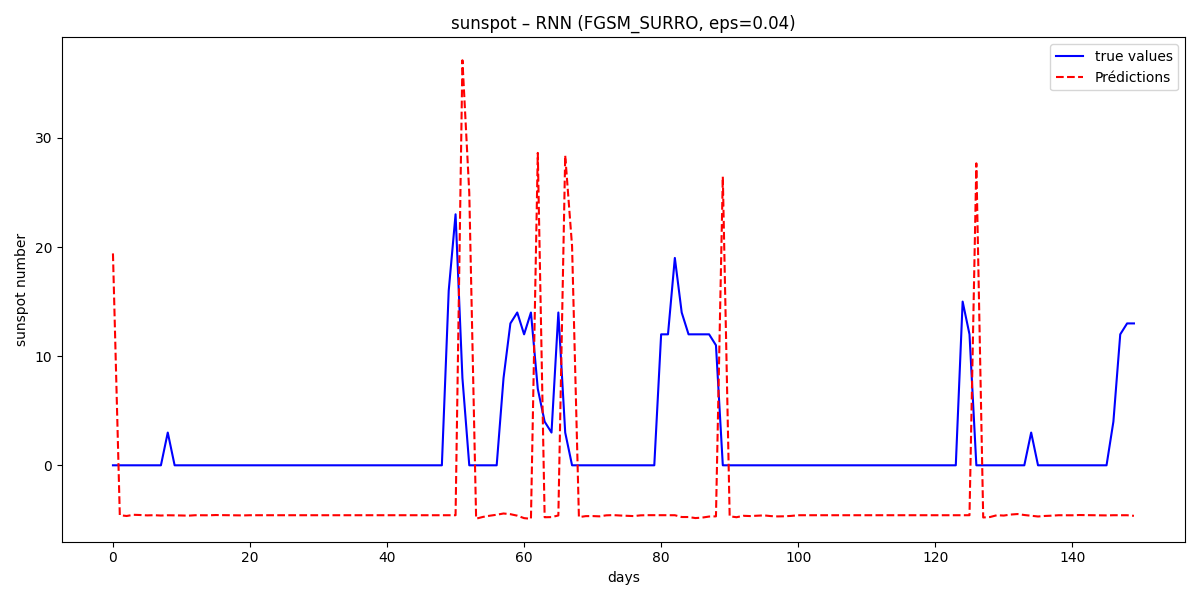 sunspot – RNN (FGSM_SURRO, eps=0.04)
true values
Prédictions
sunspot number
30
20
10
0
0 20 40 60 80 100 120 140
days